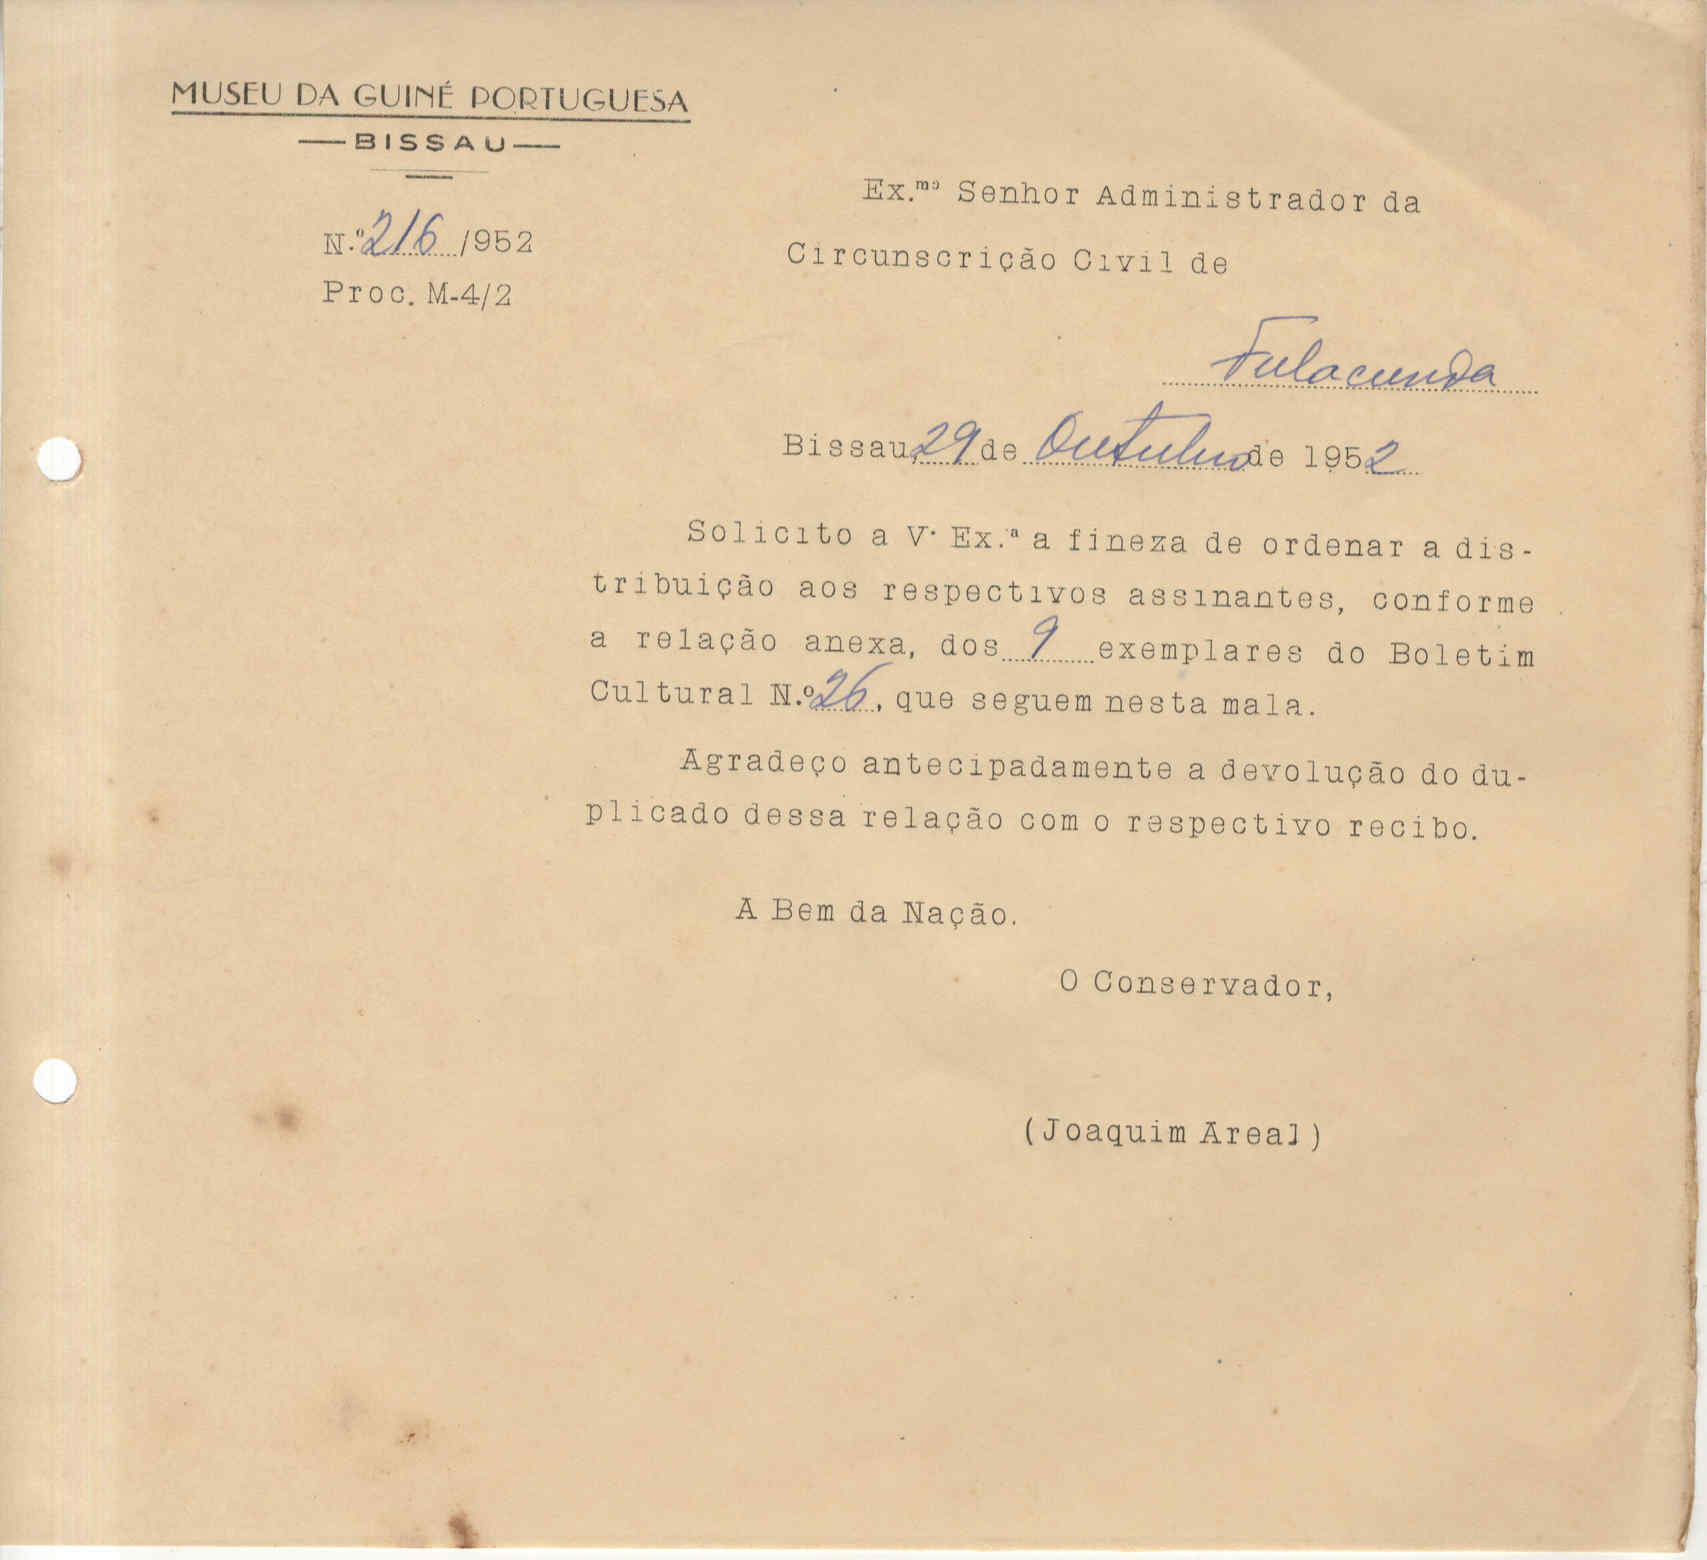 MUSEU DA GUINÉ PORTUGUESA
BISSAU
N.º 216 /952
Proc. M-4/2
Ex.mo Senhor Administrador da
Circunscrição Civil de
Fulacunda
Bissau, 29 de Outubro de 1952
Solicito a V. Ex.ª a fineza de ordenar a dis-
tribuição aos respectivos assinantes, conforme
a relação anexa, dos 9 exemplares do Boletim
Cultural N.º 26, que seguem nesta mala.
Agradeço antecipadamente a devolução do du-
plicado dessa relação com o respectivo recibo.
A Bem da Nação.
O Conservador,
(Joaquim Areal)